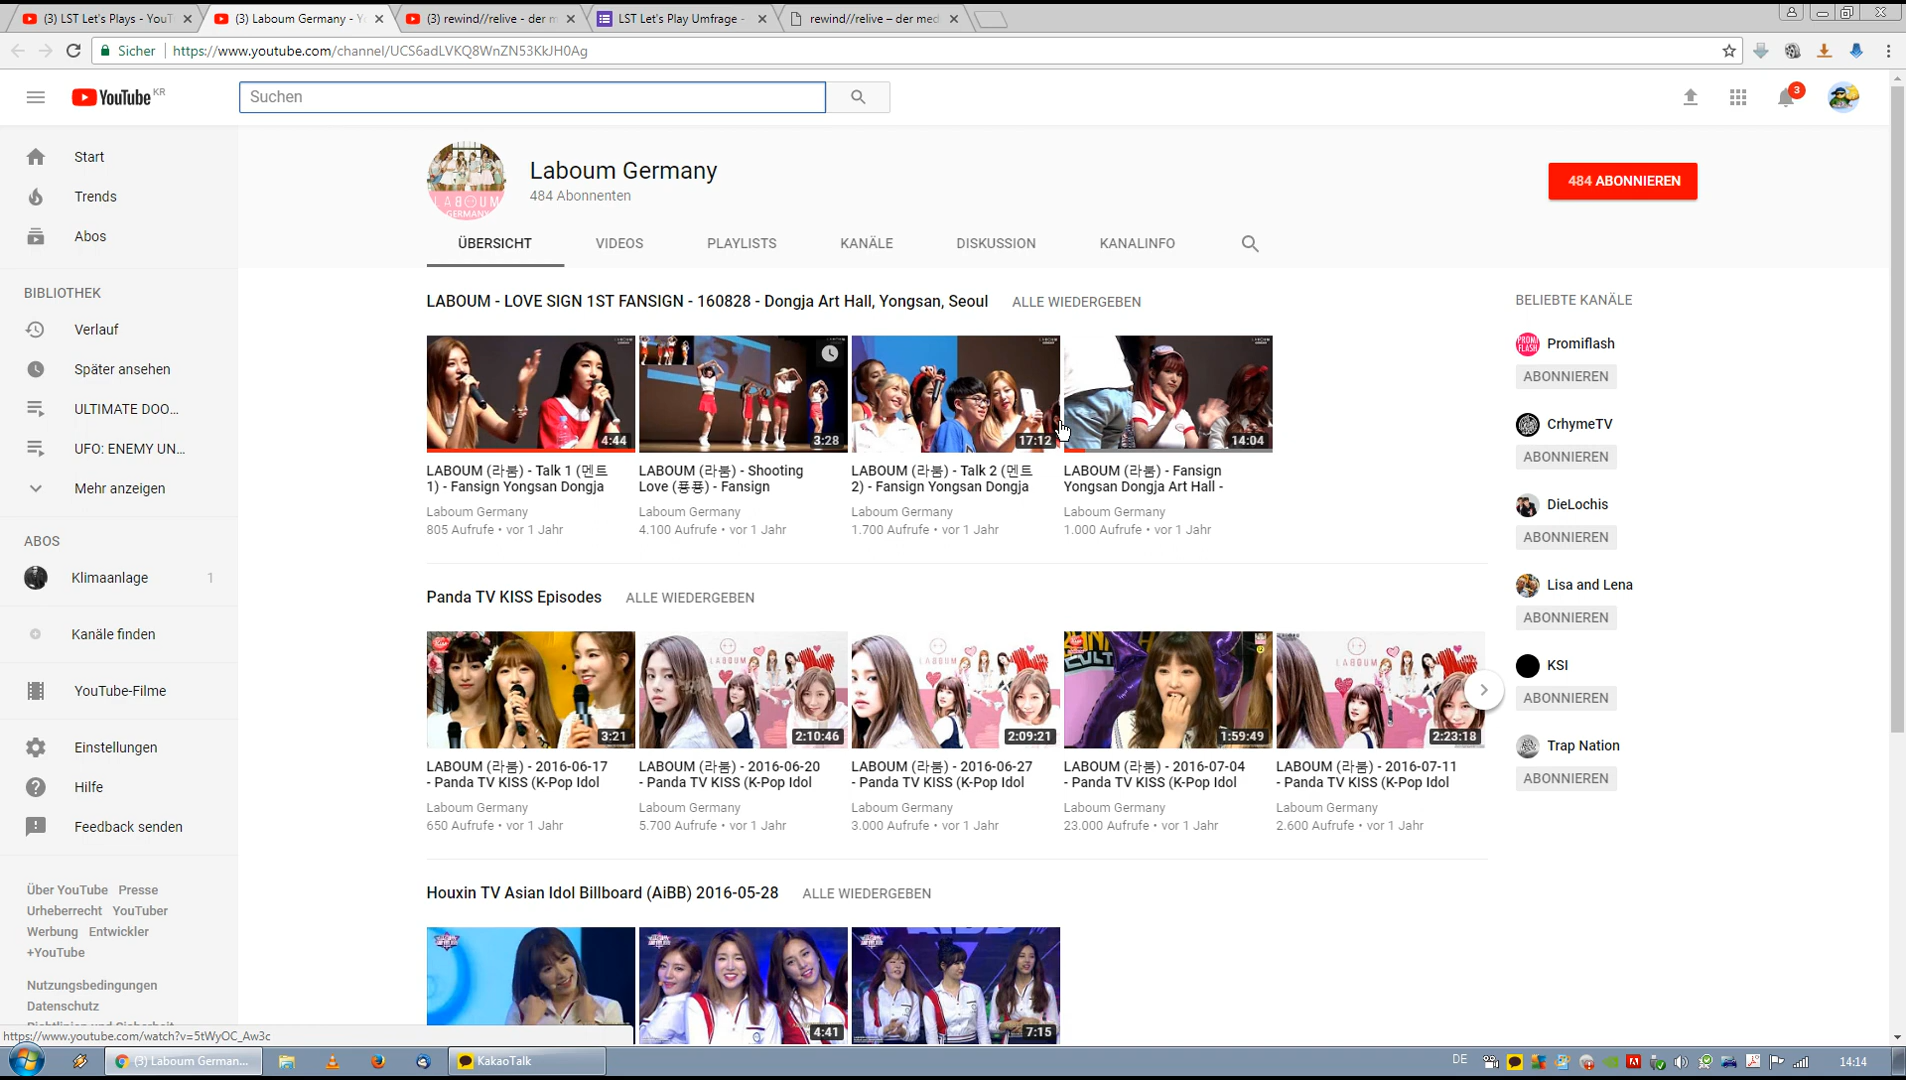 (3) LST Let's Plays - YouT
(3) Laboum Germany - Y
(3) rewind//relive - der m
LST Let's Play Umfrage -
rewind//relive – der med
Sicher
https://www.youtube.com/channel/UCS6adLVKQ8WnZN53KkJH0Ag
YouTube KR
Suchen
3
Start
Trends
Abos
BIBLIOTHEK
Verlauf
Später ansehen
ULTIMATE DOO...
UFO: ENEMY UN...
Mehr anzeigen
ABOS
Klimaanlage 1
Kanäle finden
YouTube-Filme
Einstellungen
Hilfe
Feedback senden
Über YouTube Presse
Urheberrecht YouTuber
Werbung Entwickler
+YouTube
Nutzungsbedingungen
Datenschutz
Richtlinien und Sicherheit
LABOUM
GERMANY
Laboum Germany
484 Abonnenten
484 ABONNIEREN
ÜBERSICHT VIDEOS PLAYLISTS KANÄLE DISKUSSION KANALINFO
LABOUM - LOVE SIGN 1ST FANSIGN - 160828 - Dongja Art Hall, Yongsan, Seoul ALLE WIEDERGEBEN
4:44
LABOUM (라붐) - Talk 1 (멘트
1) - Fansign Yongsan Dongja
Laboum Germany
805 Aufrufe • vor 1 Jahr
3:28
LABOUM (라붐) - Shooting
Love (푱푱) - Fansign
Laboum Germany
4.100 Aufrufe • vor 1 Jahr
17:12
LABOUM (라붐) - Talk 2 (멘트
2) - Fansign Yongsan Dongja
Laboum Germany
1.700 Aufrufe • vor 1 Jahr
14:04
LABOUM (라붐) - Fansign
Yongsan Dongja Art Hall -
Laboum Germany
1.000 Aufrufe • vor 1 Jahr
Panda TV KISS Episodes ALLE WIEDERGEBEN
3:21
LABOUM (라붐) - 2016-06-17
- Panda TV KISS (K-Pop Idol
Laboum Germany
650 Aufrufe • vor 1 Jahr
LABOUM
2:10:46
LABOUM (라붐) - 2016-06-20
- Panda TV KISS (K-Pop Idol
Laboum Germany
5.700 Aufrufe • vor 1 Jahr
LABOUM
2:09:21
LABOUM (라붐) - 2016-06-27
- Panda TV KISS (K-Pop Idol
Laboum Germany
3.000 Aufrufe • vor 1 Jahr
CULT
1:59:49
LABOUM (라붐) - 2016-07-04
- Panda TV KISS (K-Pop Idol
Laboum Germany
23.000 Aufrufe • vor 1 Jahr
LABOUM
2:23:18
LABOUM (라붐) - 2016-07-11
- Panda TV KISS (K-Pop Idol
Laboum Germany
2.600 Aufrufe • vor 1 Jahr
Houxin TV Asian Idol Billboard (AiBB) 2016-05-28 ALLE WIEDERGEBEN
4:41
7:15
BELIEBTE KANÄLE
Promiflash
ABONNIEREN
CrhymeTV
ABONNIEREN
DieLochis
ABONNIEREN
Lisa and Lena
ABONNIEREN
KSI
ABONNIEREN
Trap Nation
ABONNIEREN
https://www.youtube.com/watch?v=5tWyOC_Aw3c
(3) Laboum German...
KakaoTalk
DE
14:14